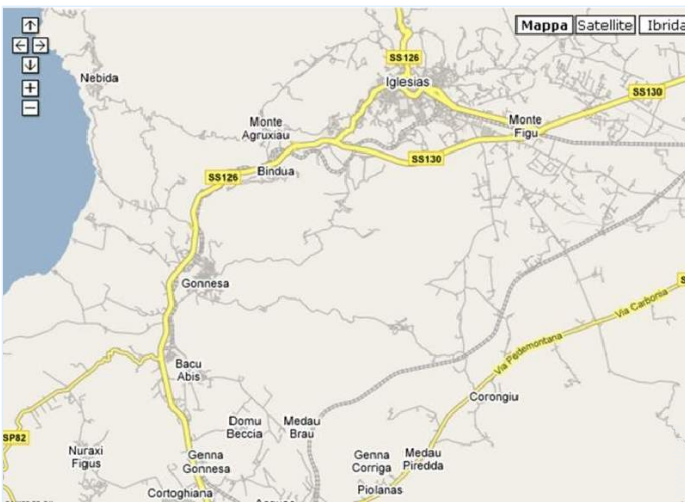 Mappa Satellite Ibrida
SS126
Nebida
Iglesias
SS130
Monte
Agruxiau
Monte
Figu
SS126
Bindua
SS130
Gonnesa
Via Carbonia
Via Pedemontana
Bacu
Abis
Corongiu
SP82
Domu
Beccia
Medau
Brau
Nuraxi
Figus
Genna
Gonnesa
Genna
Corriga
Medau
Piredda
Cortoghiana
Piolanas